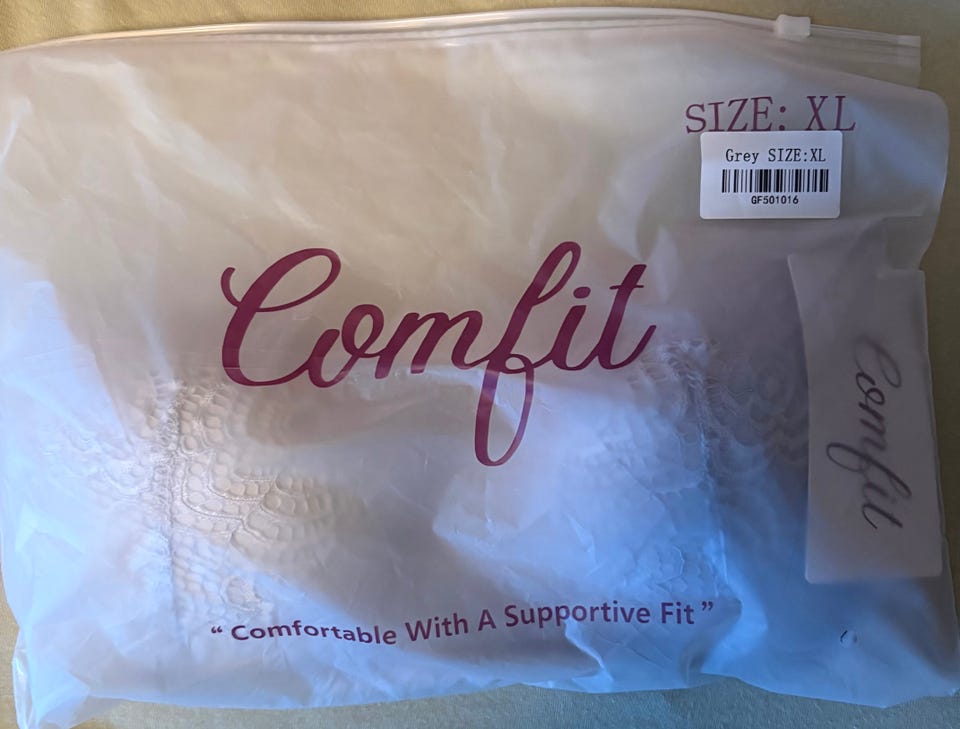 SIZE: XL
Grey SIZE:XL
GF501016
Comfit
Comfit
“ Comfortable With A Supportive Fit ”